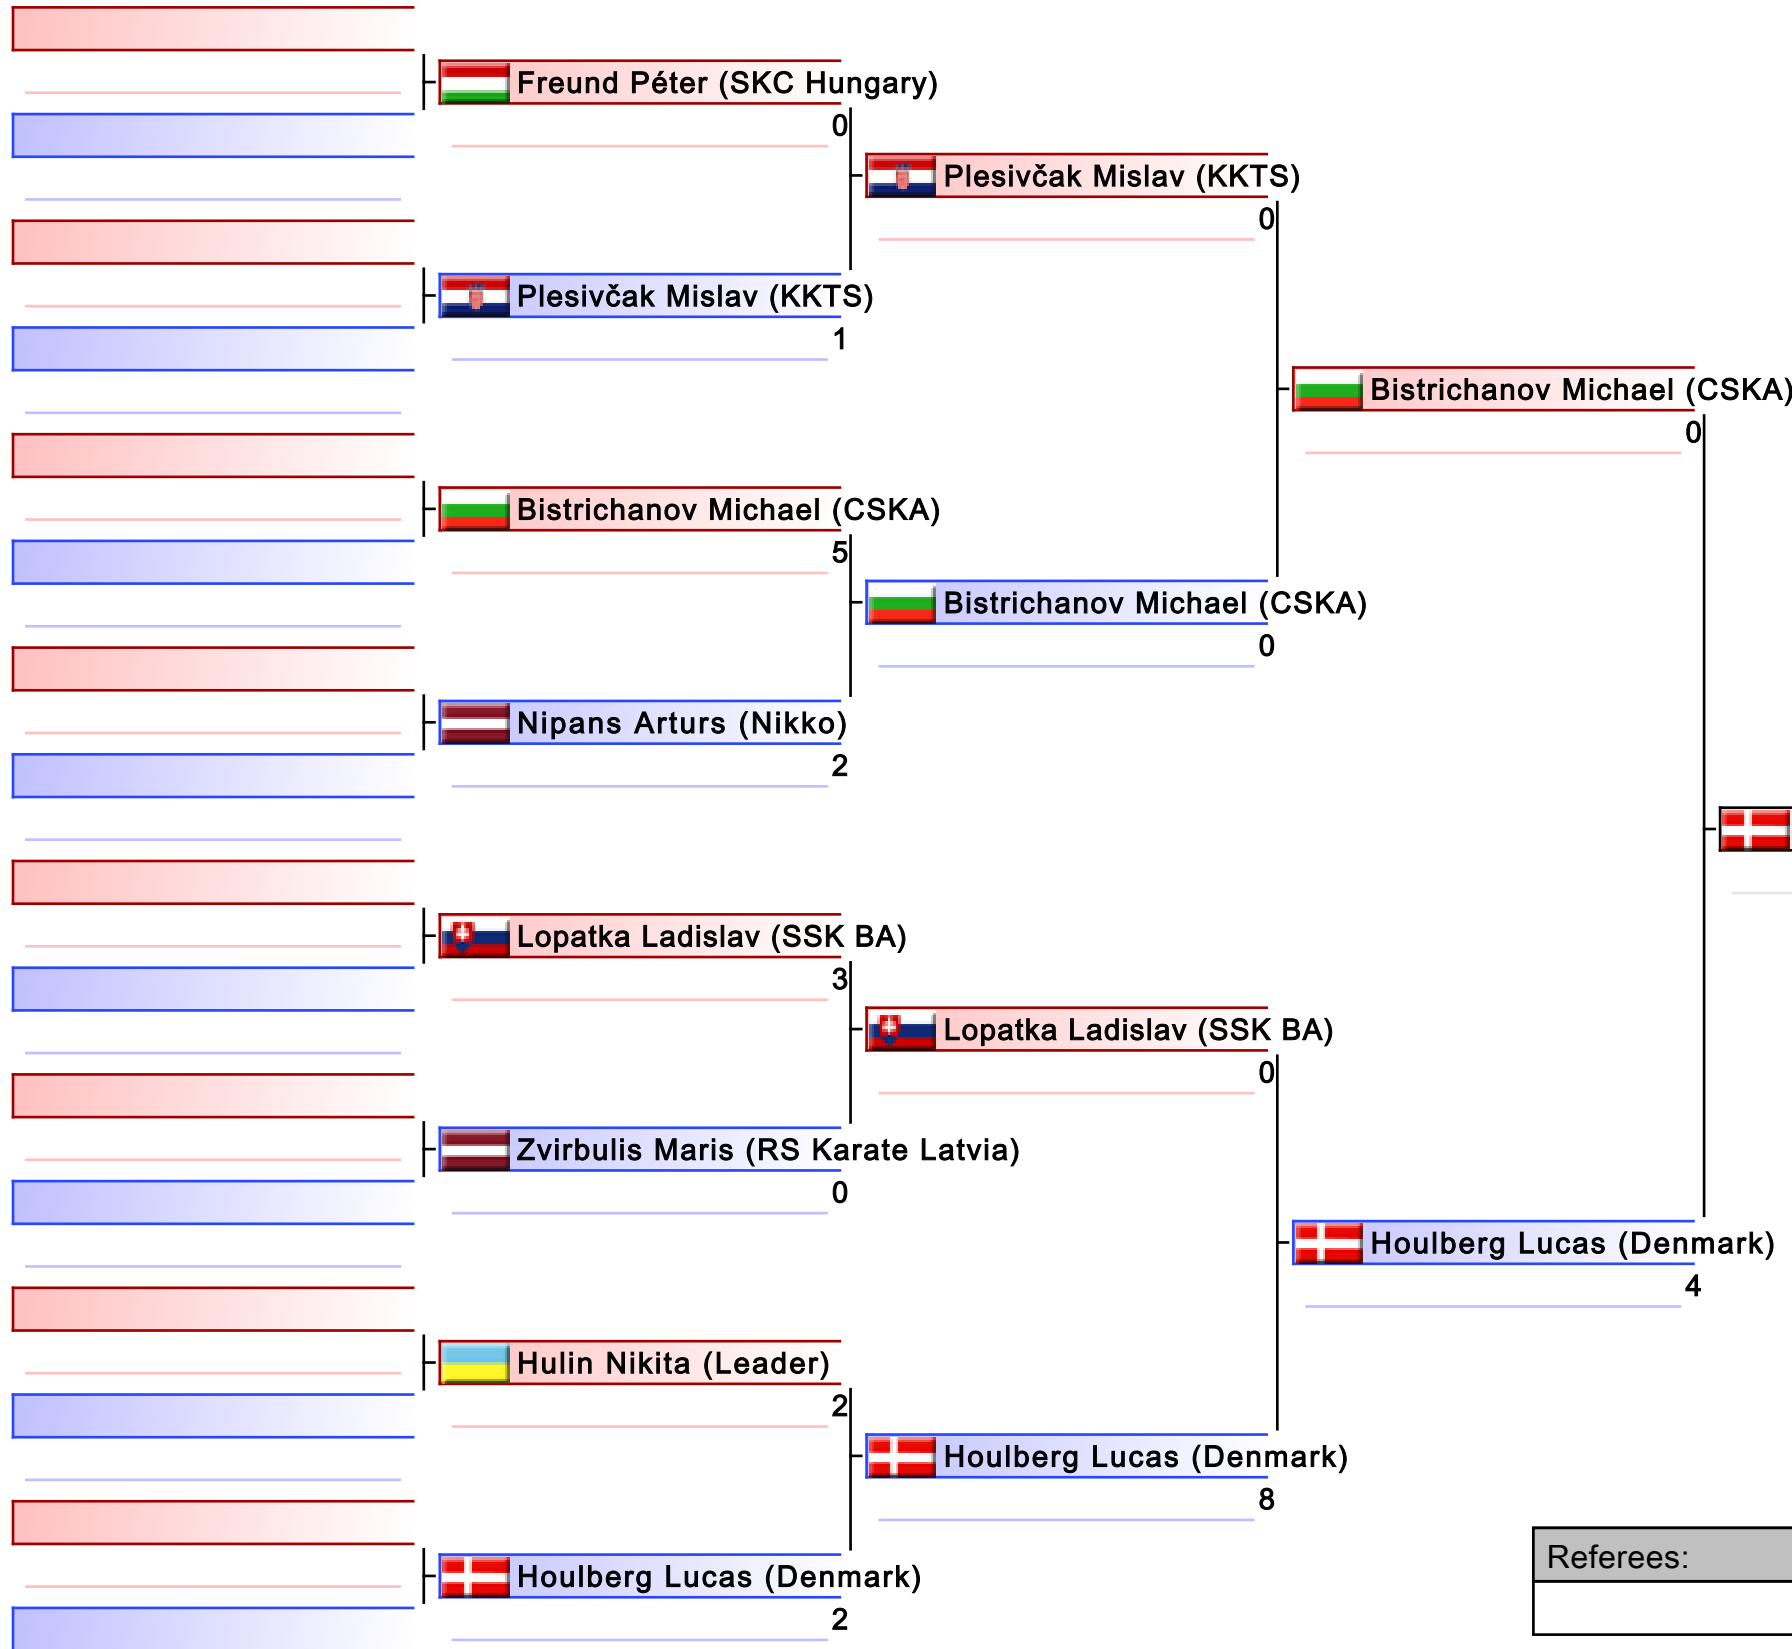 Freund Péter (SKC Hungary)
0
Plesivčak Mislav (KKTS)
0
Plesivčak Mislav (KKTS)
1
Bistrichanov Michael (CSKA)
0
Bistrichanov Michael (CSKA)
5
Bistrichanov Michael (CSKA)
0
Nipans Arturs (Nikko)
2
Lopatka Ladislav (SSK BA)
3
Lopatka Ladislav (SSK BA)
0
Zvirbulis Maris (RS Karate Latvia)
0
Houlberg Lucas (Denmark)
4
Hulin Nikita (Leader)
2
Houlberg Lucas (Denmark)
8
Houlberg Lucas (Denmark)
2
Referees: